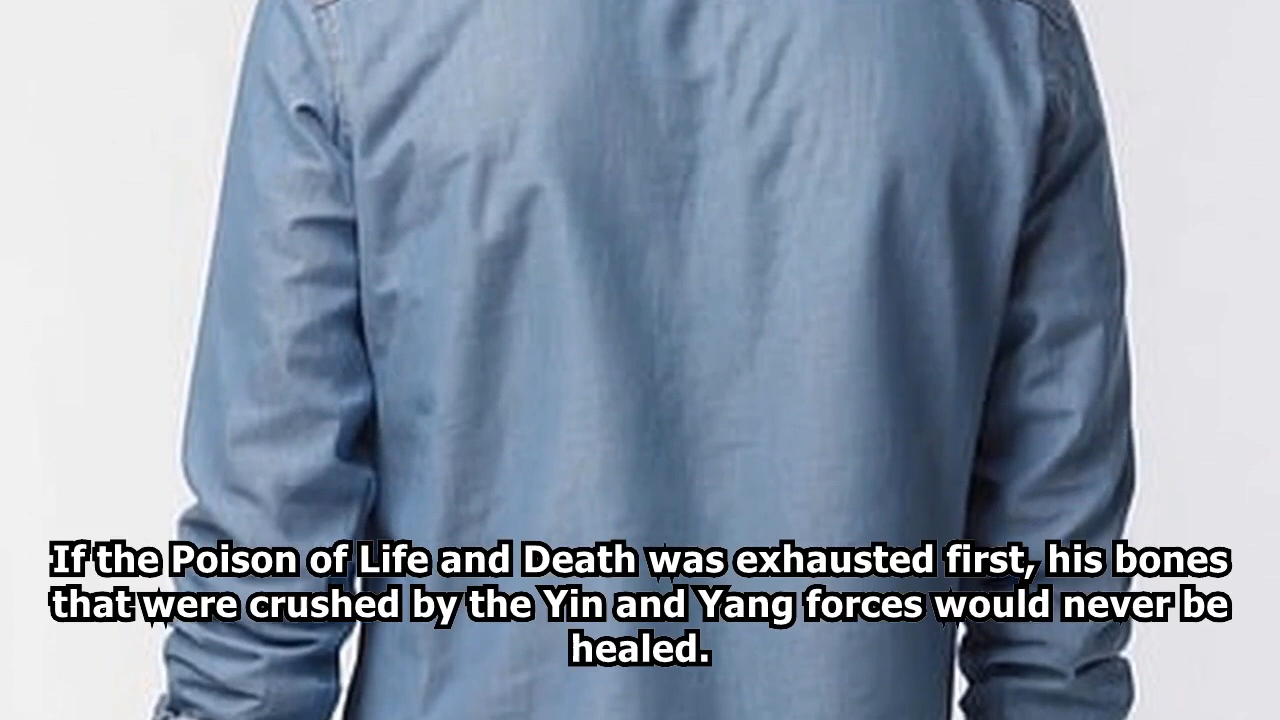 If the Poison of Life and Death was exhausted first, his bones
that were crushed by the Yin and Yang forces would never be
healed.